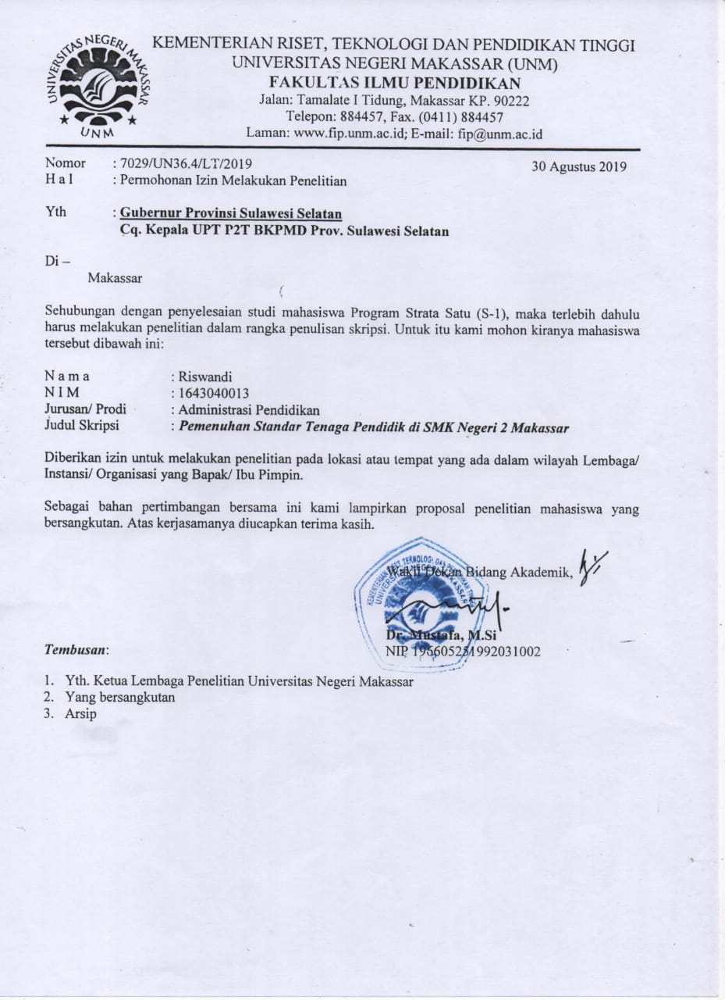 UNIVERSITAS NEGERI MAKASSAR
UNM
KEMENTERIAN RISET, TEKNOLOGI DAN PENDIDIKAN TINGGI
UNIVERSITAS NEGERI MAKASSAR (UNM)
FAKULTAS ILMU PENDIDIKAN
Jalan: Tamalate I Tidung, Makassar KP. 90222
Telepon: 884457, Fax. (0411) 884457
Laman: www.fip.unm.ac.id; E-mail: fip@unm.ac.id
Nomor : 7029/UN36.4/LT/2019 30 Agustus 2019
H a l : Permohonan Izin Melakukan Penelitian
Yth : Gubernur Provinsi Sulawesi Selatan
Cq. Kepala UPT P2T BKPMD Prov. Sulawesi Selatan
Di –
Makassar
Sehubungan dengan penyelesaian studi mahasiswa Program Strata Satu (S-1), maka terlebih dahulu
harus melakukan penelitian dalam rangka penulisan skripsi. Untuk itu kami mohon kiranya mahasiswa
tersebut dibawah ini:
N a m a : Riswandi
N I M : 1643040013
Jurusan/ Prodi : Administrasi Pendidikan
Judul Skripsi : Pemenuhan Standar Tenaga Pendidik di SMK Negeri 2 Makassar
Diberikan izin untuk melakukan penelitian pada lokasi atau tempat yang ada dalam wilayah Lembaga/
Instansi/ Organisasi yang Bapak/ Ibu Pimpin.
Sebagai bahan pertimbangan bersama ini kami lampirkan proposal penelitian mahasiswa yang
bersangkutan. Atas kerjasamanya diucapkan terima kasih.
Wakil Dekan Bidang Akademik,
Dr. Mustafa, M.Si
NIP 196605251992031002
Tembusan:
1. Yth. Ketua Lembaga Penelitian Universitas Negeri Makassar
2. Yang bersangkutan
3. Arsip